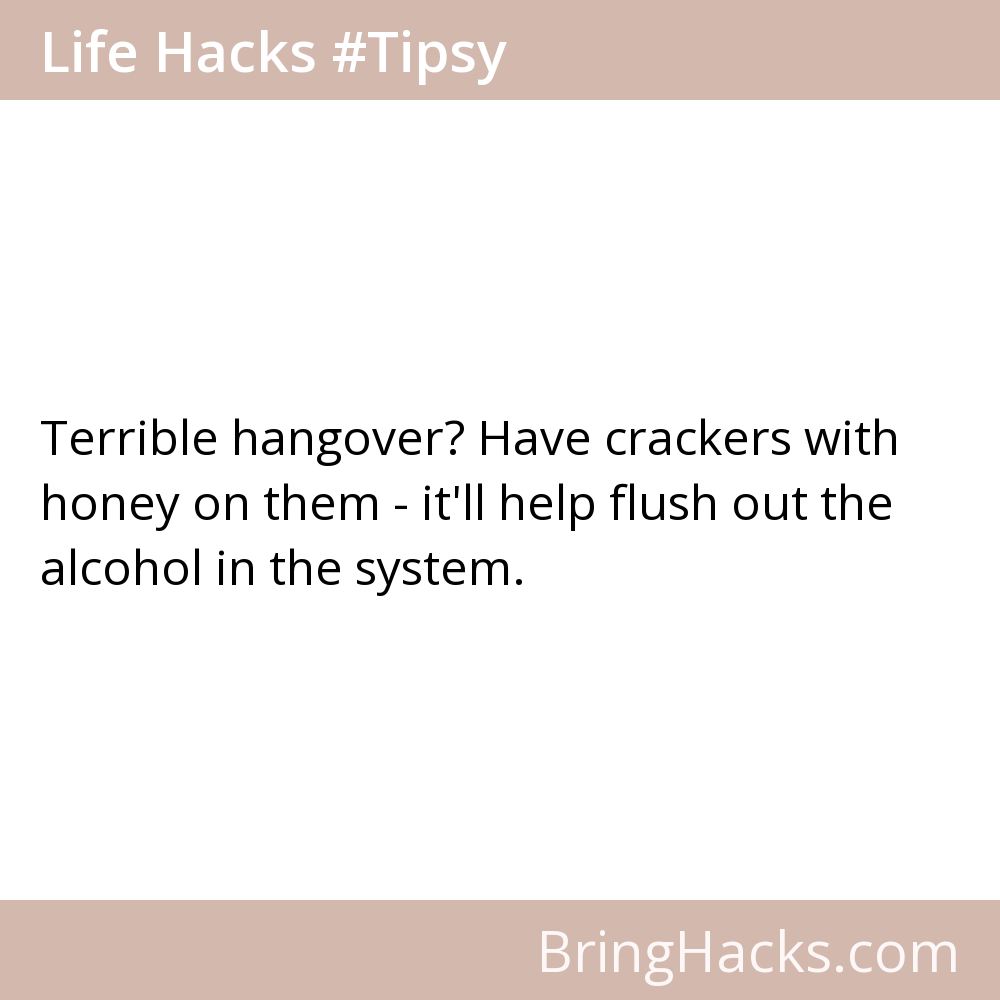 Life Hacks #Tipsy
Terrible hangover? Have crackers with
honey on them - it'll help flush out the
alcohol in the system.
BringHacks.com